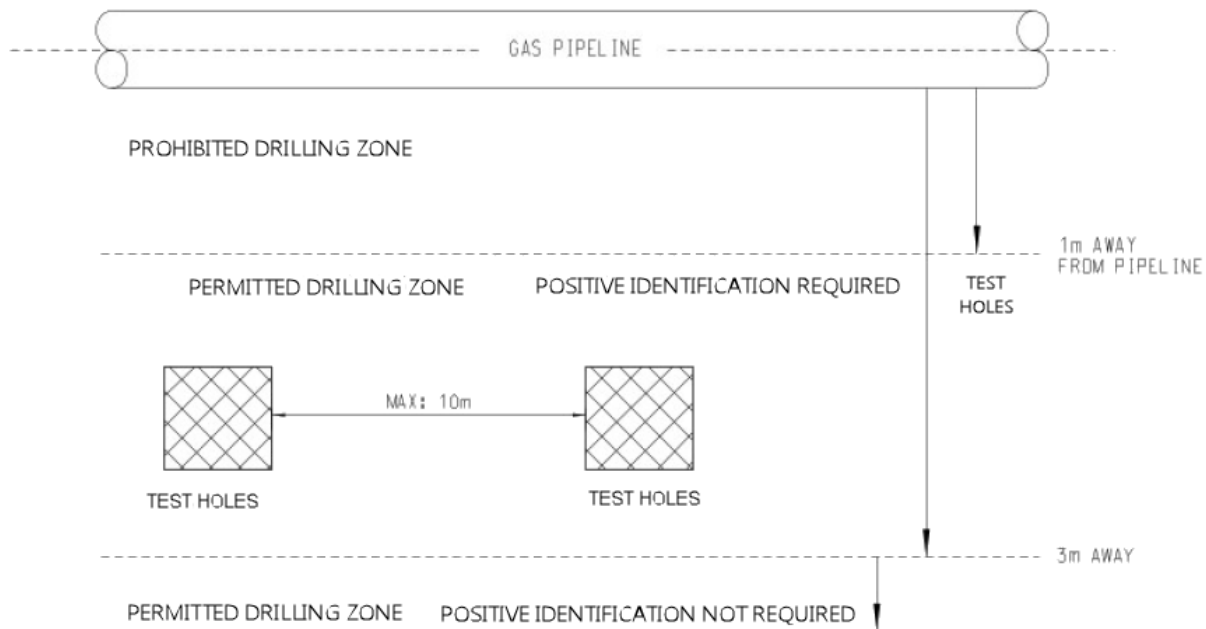 GAS PIPELINE
PROHIBITED DRILLING ZONE
1m AWAY
FROM PIPELINE
PERMITTED DRILLING ZONE
POSITIVE IDENTIFICATION REQUIRED
TEST
HOLES
MAX: 10m
TEST HOLES
TEST HOLES
3m AWAY
PERMITTED DRILLING ZONE
POSITIVE IDENTIFICATION NOT REQUIRED